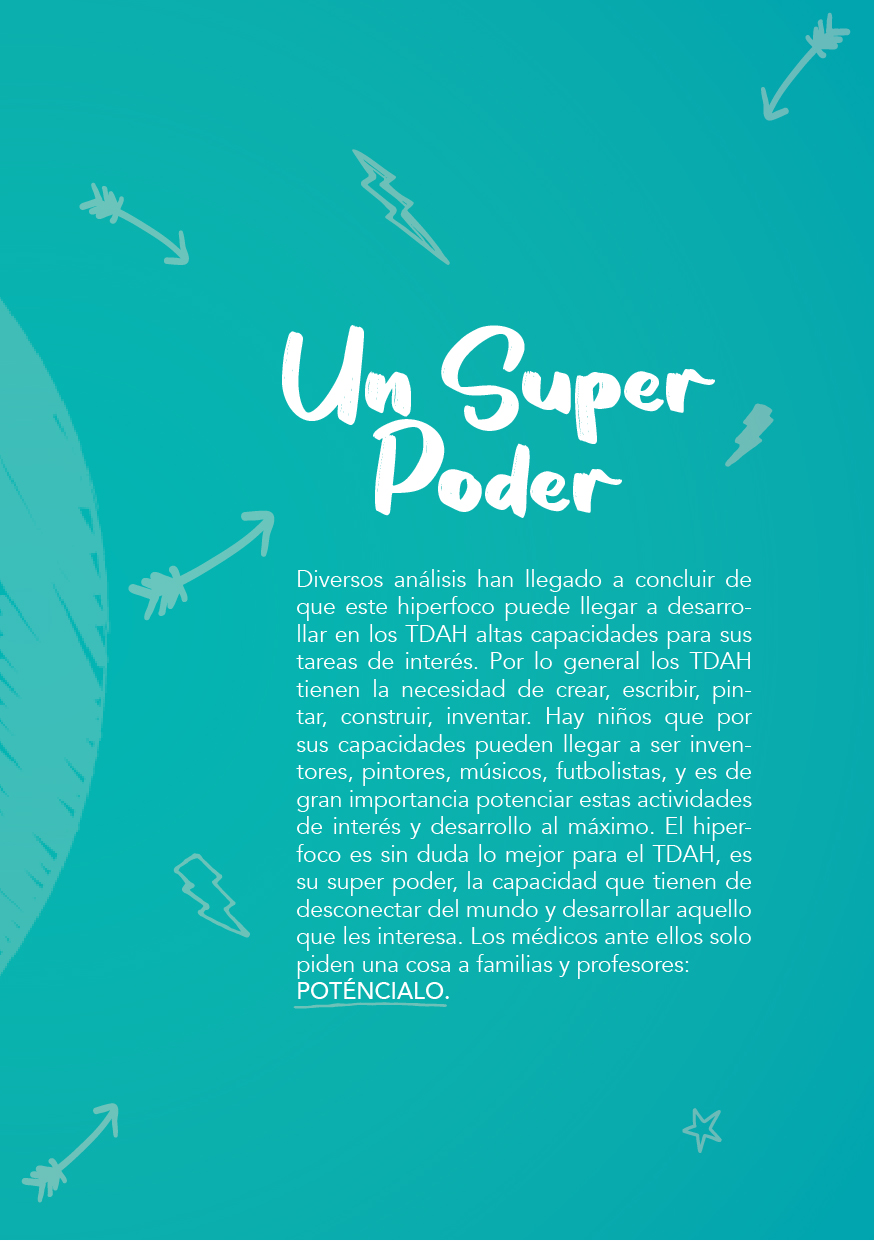 Un Super
Poder
Diversos análisis han llegado a concluir de
que este hiperfoco puede llegar a desarro-
llar en los TDAH altas capacidades para sus
tareas de interés. Por lo general los TDAH
tienen la necesidad de crear, escribir, pin-
tar, construir, inventar. Hay niños que por
sus capacidades pueden llegar a ser inven-
tores, pintores, músicos, futbolistas, y es de
gran importancia potenciar estas actividades
de interés y desarrollo al máximo. El hiper-
foco es sin duda lo mejor para el TDAH, es
su super poder, la capacidad que tienen de
desconectar del mundo y desarrollar aquello
que les interesa. Los médicos ante ellos solo
piden una cosa a familias y profesores:
POTÉNCIALO.